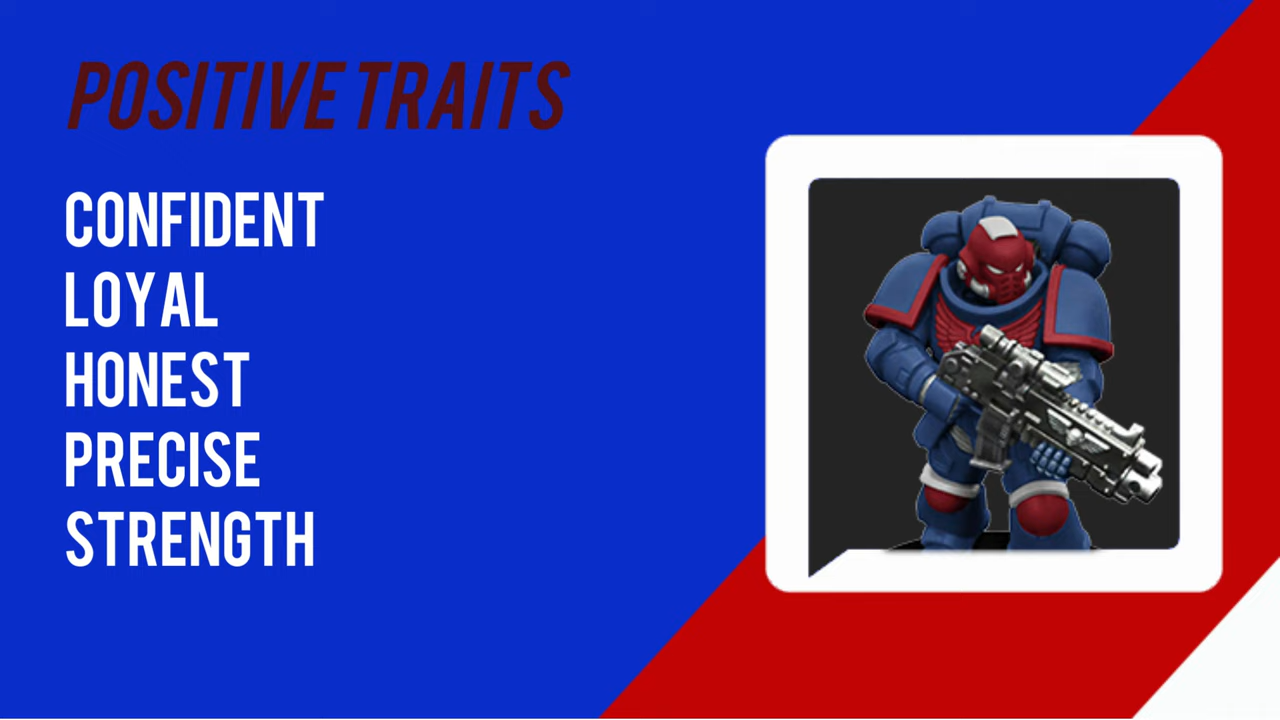 POSITIVE TRAITS
CONFIDENT
LOYAL
HONEST
PRECISE
STRENGTH